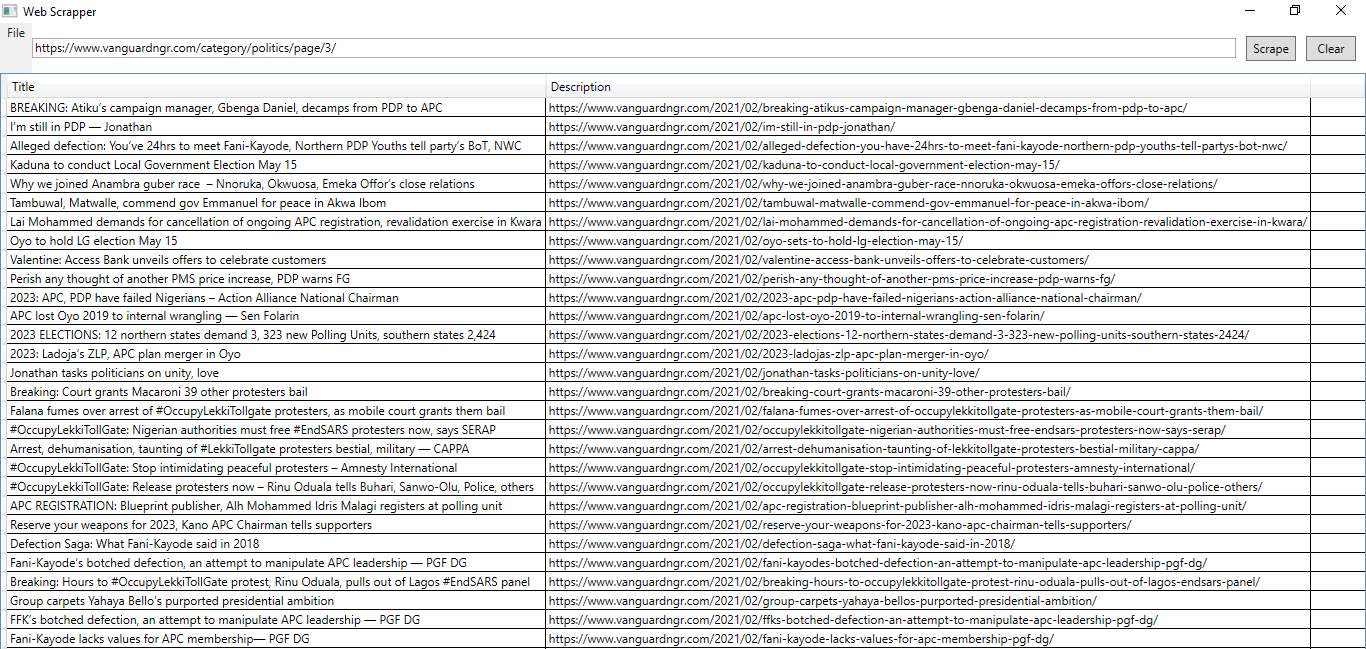 Web Scrapper
File
https://www.vanguardngr.com/category/politics/page/3/ Scrape Clear
Title Description
BREAKING: Atiku's campaign manager, Gbenga Daniel, decamps from PDP to APC https://www.vanguardngr.com/2021/02/breaking-atikus-campaign-manager-gbenga-daniel-decamps-from-pdp-to-apc/
I'm still in PDP — Jonathan https://www.vanguardngr.com/2021/02/im-still-in-pdp-jonathan/
Alleged defection: You've 24hrs to meet Fani-Kayode, Northern PDP Youths tell party's BoT, NWC https://www.vanguardngr.com/2021/02/alleged-defection-you-have-24hrs-to-meet-fani-kayode-northern-pdp-youths-tell-partys-bot-nwc/
Kaduna to conduct Local Government Election May 15 https://www.vanguardngr.com/2021/02/kaduna-to-conduct-local-government-election-may-15/
Why we joined Anambra guber race – Nnoruka, Okwuosa, Emeka Offor's close relations https://www.vanguardngr.com/2021/02/why-we-joined-anambra-guber-race-nnoruka-okwuosa-emeka-offors-close-relations/
Tambuwal, Matwalle, commend gov Emmanuel for peace in Akwa Ibom https://www.vanguardngr.com/2021/02/tambuwal-matwalle-commend-gov-emmanuel-for-peace-in-akwa-ibom/
Lai Mohammed demands for cancellation of ongoing APC registration, revalidation exercise in Kwara https://www.vanguardngr.com/2021/02/lai-mohammed-demands-for-cancellation-of-ongoing-apc-registration-revalidation-exercise-in-kwara/
Oyo to hold LG election May 15 https://www.vanguardngr.com/2021/02/oyo-sets-to-hold-lg-election-may-15/
Valentine: Access Bank unveils offers to celebrate customers https://www.vanguardngr.com/2021/02/valentine-access-bank-unveils-offers-to-celebrate-customers/
Perish any thought of another PMS price increase, PDP warns FG https://www.vanguardngr.com/2021/02/perish-any-thought-of-another-pms-price-increase-pdp-warns-fg/
2023: APC, PDP have failed Nigerians – Action Alliance National Chairman https://www.vanguardngr.com/2021/02/2023-apc-pdp-have-failed-nigerians-action-alliance-national-chairman/
APC lost Oyo 2019 to internal wrangling — Sen Folarin https://www.vanguardngr.com/2021/02/apc-lost-oyo-2019-to-internal-wrangling-sen-folarin/
2023 ELECTIONS: 12 northern states demand 3, 323 new Polling Units, southern states 2,424 https://www.vanguardngr.com/2021/02/2023-elections-12-northern-states-demand-3-323-new-polling-units-southern-states-2424/
2023: Ladoja's ZLP, APC plan merger in Oyo https://www.vanguardngr.com/2021/02/2023-ladojas-zlp-apc-plan-merger-in-oyo/
Jonathan tasks politicians on unity, love https://www.vanguardngr.com/2021/02/jonathan-tasks-politicians-on-unity-love/
Breaking: Court grants Macaroni 39 other protesters bail https://www.vanguardngr.com/2021/02/breaking-court-grants-macaroni-39-other-protesters-bail/
Falana fumes over arrest of #OccupyLekkiTollgate protesters, as mobile court grants them bail https://www.vanguardngr.com/2021/02/falana-fumes-over-arrest-of-occupylekkitollgate-protesters-as-mobile-court-grants-them-bail/
#OccupyLekkiTollGate: Nigerian authorities must free #EndSARS protesters now, says SERAP https://www.vanguardngr.com/2021/02/occupylekkitollgate-nigerian-authorities-must-free-endsars-protesters-now-says-serap/
Arrest, dehumanisation, taunting of #LekkiTollgate protesters bestial, military — CAPPA https://www.vanguardngr.com/2021/02/arrest-dehumanisation-taunting-of-lekkitollgate-protesters-bestial-military-cappa/
#OccupyLekkiTollGate: Stop intimidating peaceful protesters – Amnesty International https://www.vanguardngr.com/2021/02/occupylekkitollgate-stop-intimidating-peaceful-protesters-amnesty-international/
#OccupyLekkiTollGate: Release protesters now – Rinu Oduala tells Buhari, Sanwo-Olu, Police, others https://www.vanguardngr.com/2021/02/occupylekkitollgate-release-protesters-now-rinu-oduala-tells-buhari-sanwo-olu-police-others/
APC REGISTRATION: Blueprint publisher, Alh Mohammed Idris Malagi registers at polling unit https://www.vanguardngr.com/2021/02/apc-registration-blueprint-publisher-alh-mohammed-idris-malagi-registers-at-polling-unit/
Reserve your weapons for 2023, Kano APC Chairman tells supporters https://www.vanguardngr.com/2021/02/reserve-your-weapons-for-2023-kano-apc-chairman-tells-supporters/
Defection Saga: What Fani-Kayode said in 2018 https://www.vanguardngr.com/2021/02/defection-saga-what-fani-kayode-said-in-2018/
Fani-Kayode's botched defection, an attempt to manipulate APC leadership — PGF DG https://www.vanguardngr.com/2021/02/fani-kayodes-botched-defection-an-attempt-to-manipulate-apc-leadership-pgf-dg/
Breaking: Hours to #OccupyLekkiTollGate protest, Rinu Oduala, pulls out of Lagos #EndSARS panel https://www.vanguardngr.com/2021/02/breaking-hours-to-occupylekkitollgate-protest-rinu-oduala-pulls-out-of-lagos-endsars-panel/
Group carpets Yahaya Bello's purported presidential ambition https://www.vanguardngr.com/2021/02/group-carpets-yahaya-bellos-purported-presidential-ambition/
FFK's botched defection, an attempt to manipulate APC leadership — PGF DG https://www.vanguardngr.com/2021/02/ffks-botched-defection-an-attempt-to-manipulate-apc-leadership-pgf-dg/
Fani-Kayode lacks values for APC membership— PGF DG https://www.vanguardngr.com/2021/02/fani-kayode-lacks-values-for-apc-membership-pgf-dg/